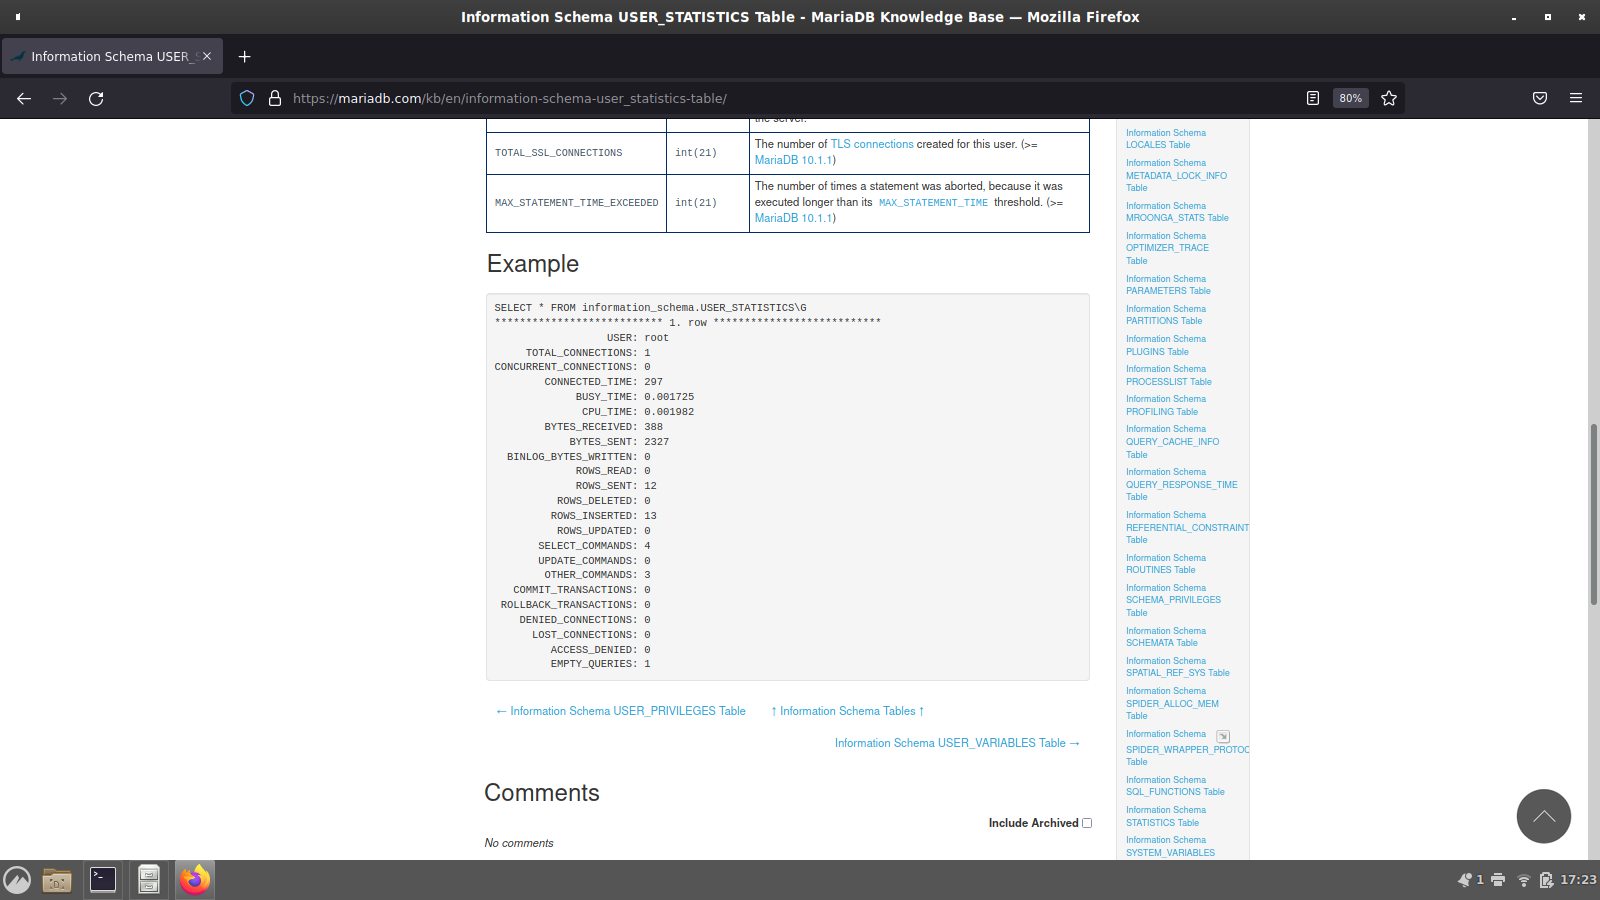 Information Schema USER_STATISTICS Table - MariaDB Knowledge Base — Mozilla Firefox
Information Schema USER_S
https://mariadb.com/kb/en/information-schema-user_statistics-table/
80%
the server.
TOTAL_SSL_CONNECTIONS int(21) The number of TLS connections created for this user. (>=
MariaDB 10.1.1)
MAX_STATEMENT_TIME_EXCEEDED int(21) The number of times a statement was aborted, because it was
executed longer than its MAX_STATEMENT_TIME threshold. (>=
MariaDB 10.1.1)
Example
SELECT * FROM information_schema.USER_STATISTICS\G
*************************** 1. row ***************************
USER: root
TOTAL_CONNECTIONS: 1
CONCURRENT_CONNECTIONS: 0
CONNECTED_TIME: 297
BUSY_TIME: 0.001725
CPU_TIME: 0.001982
BYTES_RECEIVED: 388
BYTES_SENT: 2327
BINLOG_BYTES_WRITTEN: 0
ROWS_READ: 0
ROWS_SENT: 12
ROWS_DELETED: 0
ROWS_INSERTED: 13
ROWS_UPDATED: 0
SELECT_COMMANDS: 4
UPDATE_COMMANDS: 0
OTHER_COMMANDS: 3
COMMIT_TRANSACTIONS: 0
ROLLBACK_TRANSACTIONS: 0
DENIED_CONNECTIONS: 0
LOST_CONNECTIONS: 0
ACCESS_DENIED: 0
EMPTY_QUERIES: 1
← Information Schema USER_PRIVILEGES Table ↑ Information Schema Tables ↑
Information Schema USER_VARIABLES Table →
Comments
Include Archived
No comments
Information Schema
LOCALES Table
Information Schema
METADATA_LOCK_INFO
Table
Information Schema
MROONGA_STATS Table
Information Schema
OPTIMIZER_TRACE
Table
Information Schema
PARAMETERS Table
Information Schema
PARTITIONS Table
Information Schema
PLUGINS Table
Information Schema
PROCESSLIST Table
Information Schema
PROFILING Table
Information Schema
QUERY_CACHE_INFO
Table
Information Schema
QUERY_RESPONSE_TIME
Table
Information Schema
REFERENTIAL_CONSTRAINT
Table
Information Schema
ROUTINES Table
Information Schema
SCHEMA_PRIVILEGES
Table
Information Schema
SCHEMATA Table
Information Schema
SPATIAL_REF_SYS Table
Information Schema
SPIDER_ALLOC_MEM
Table
Information Schema
SPIDER_WRAPPER_PROTOC
Table
Information Schema
SQL_FUNCTIONS Table
Information Schema
STATISTICS Table
Information Schema
SYSTEM_VARIABLES
1
17:23